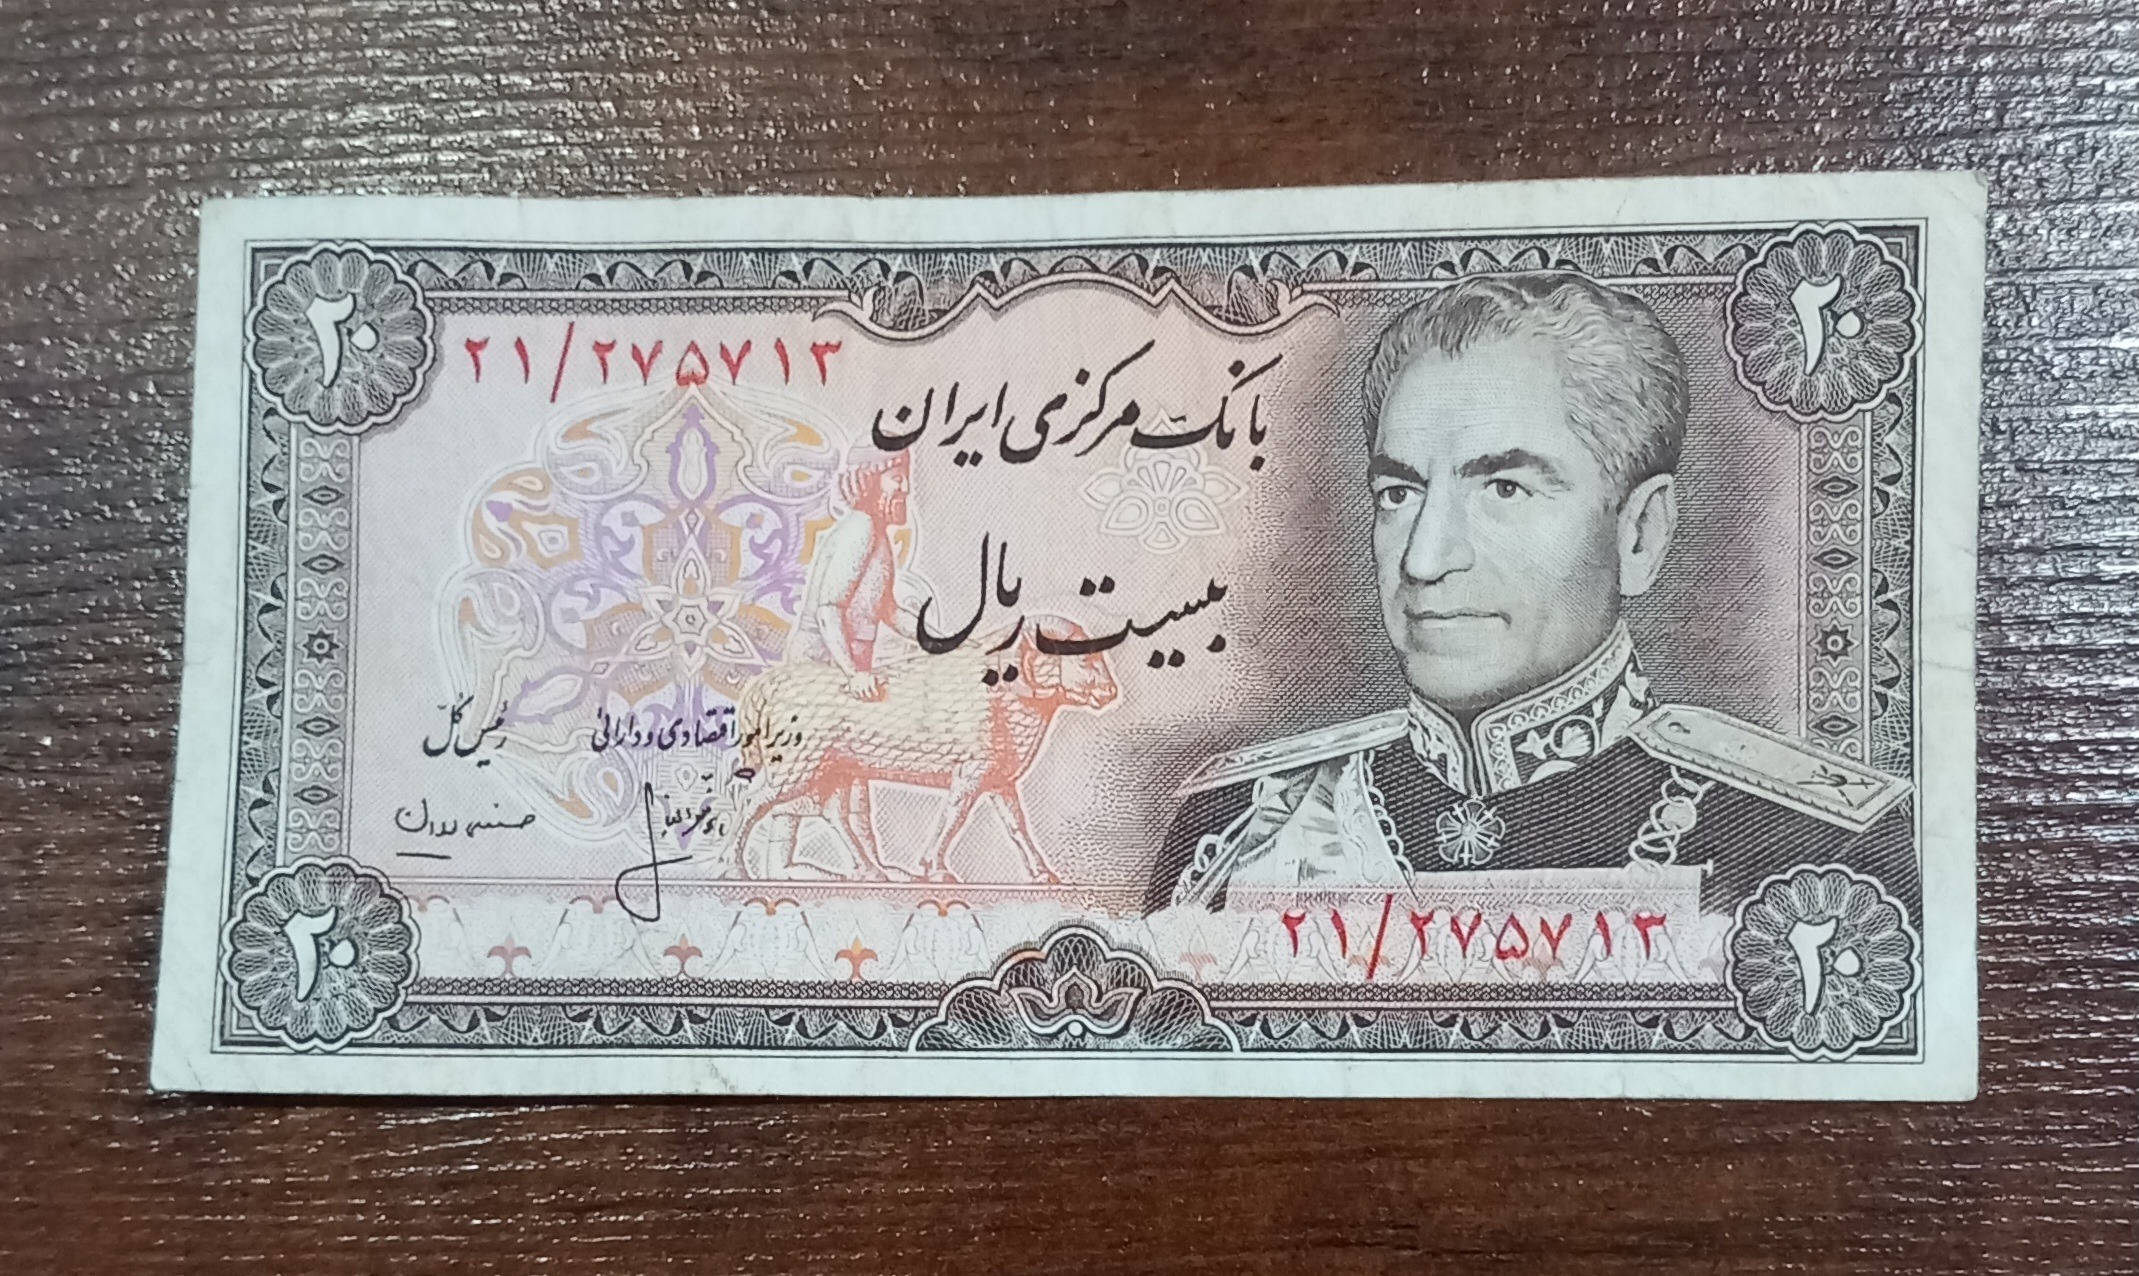 ۲۰
۲۰
۲۱/۲۷۵۷۱۳
بانک مرکزی ایران
بیست ریال
وزیر امور اقتصادی و دارائی
رئیس کل
۲۱/۲۷۵۷۱۳
۲۰
۲۰